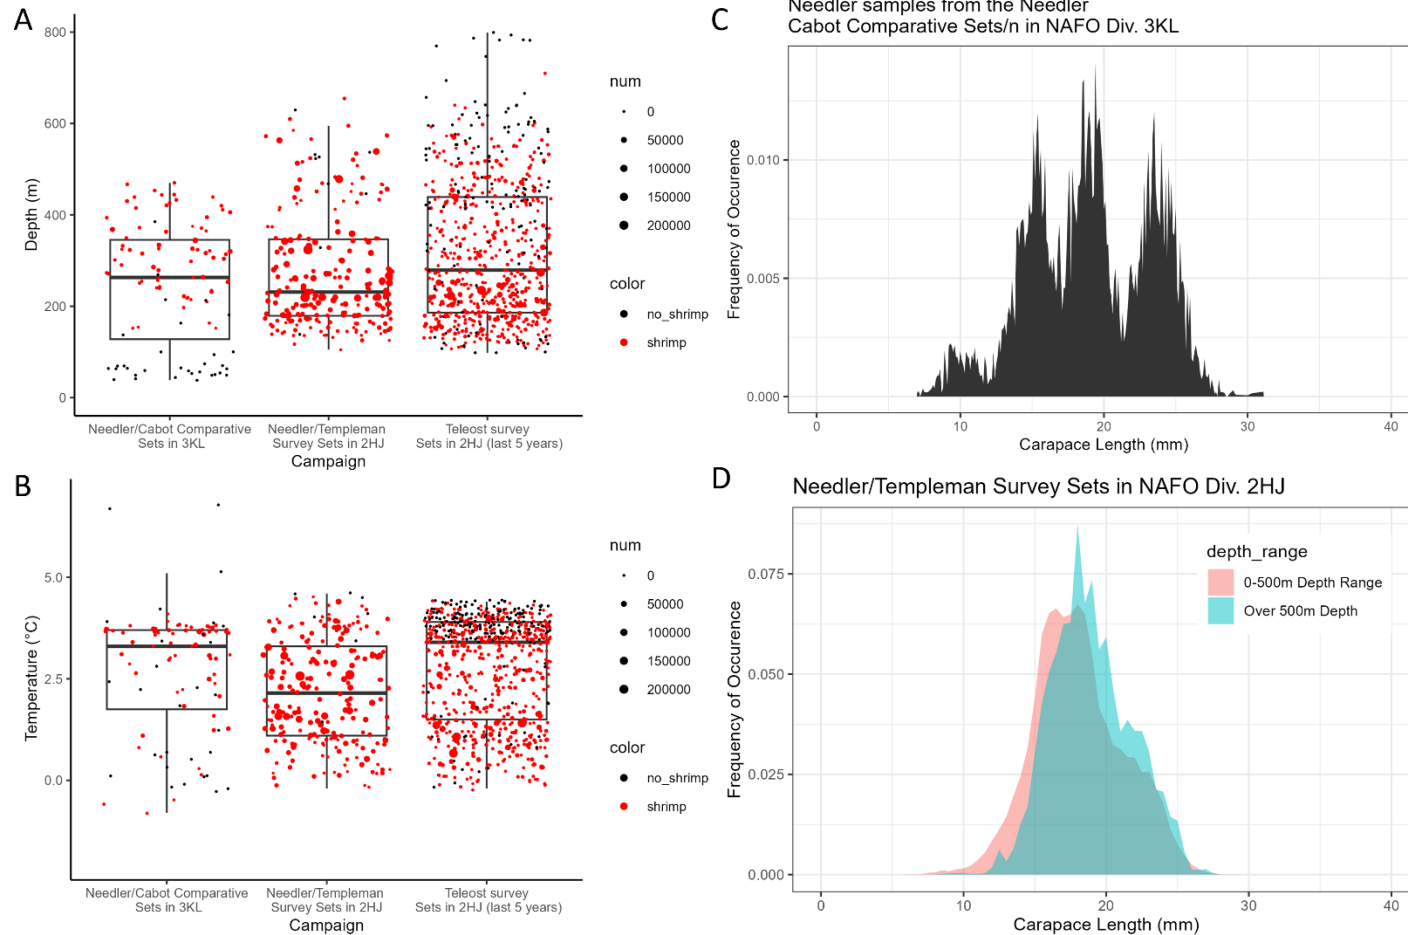 A
800
600
400
200
0
Depth (m)
Needler/Cabot Comparative
Sets in 3KL
Needler/Templeman
Survey Sets in 2HJ
Teleost survey
Sets in 2HJ (last 5 years)
Campaign
num
0
50000
100000
150000
200000
color
no_shrimp
shrimp
B
5.0
2.5
0.0
Temperature (°C)
Needler/Cabot Comparative
Sets in 3KL
Needler/Templeman
Survey Sets in 2HJ
Teleost survey
Sets in 2HJ (last 5 years)
Campaign
num
0
50000
100000
150000
200000
color
no_shrimp
shrimp
C
Needler samples from the Needler
Cabot Comparative Sets/n in NAFO Div. 3KL
0.010
0.005
0.000
Frequency of Occurrence
0
10
20
30
40
Carapace Length (mm)
D
Needler/Templeman Survey Sets in NAFO Div. 2HJ
0.075
0.050
0.025
0.000
Frequency of Occurrence
depth_range
0-500m Depth Range
Over 500m Depth
0
10
20
30
40
Carapace Length (mm)